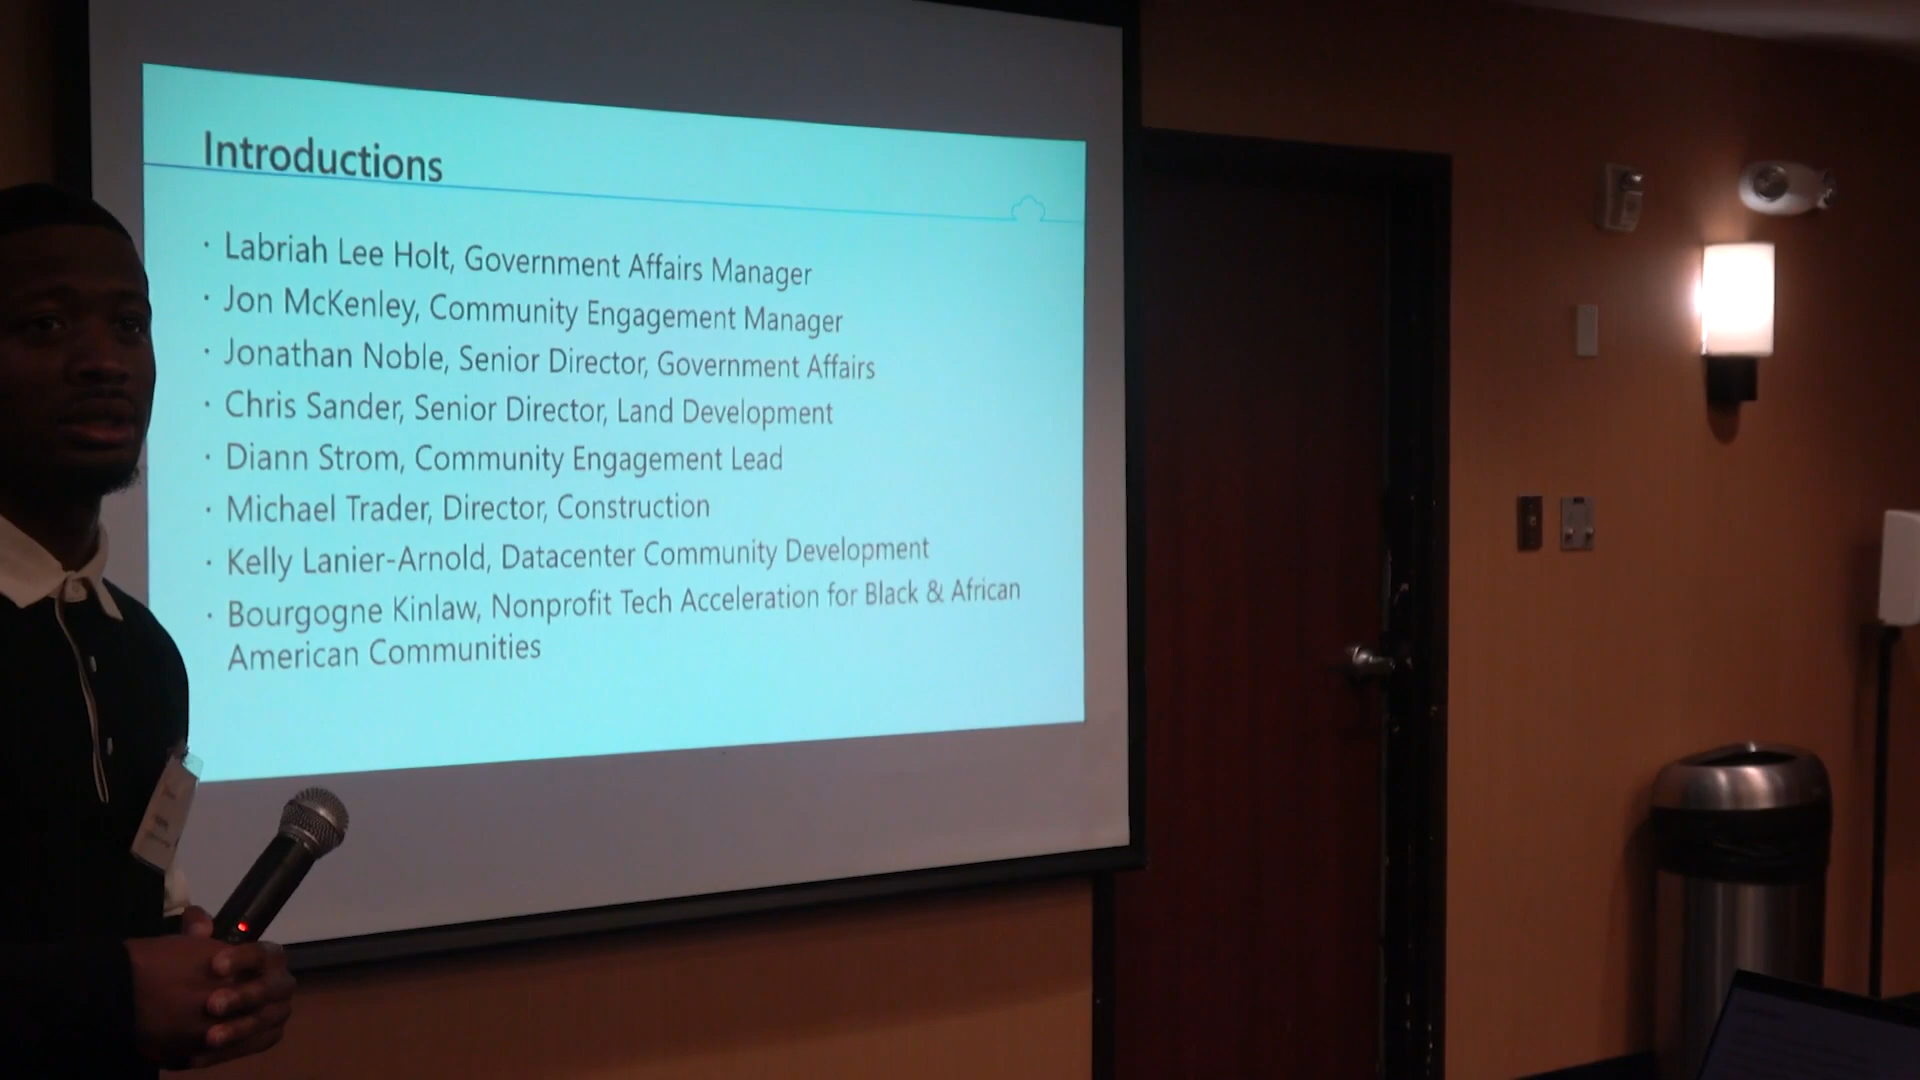 Introductions
· Labriah Lee Holt, Government Affairs Manager
· Jon McKenley, Community Engagement Manager
· Jonathan Noble, Senior Director, Government Affairs
· Chris Sander, Senior Director, Land Development
· Diann Strom, Community Engagement Lead
· Michael Trader, Director, Construction
· Kelly Lanier-Arnold, Datacenter Community Development
· Bourgogne Kinlaw, Nonprofit Tech Acceleration for Black & African
American Communities